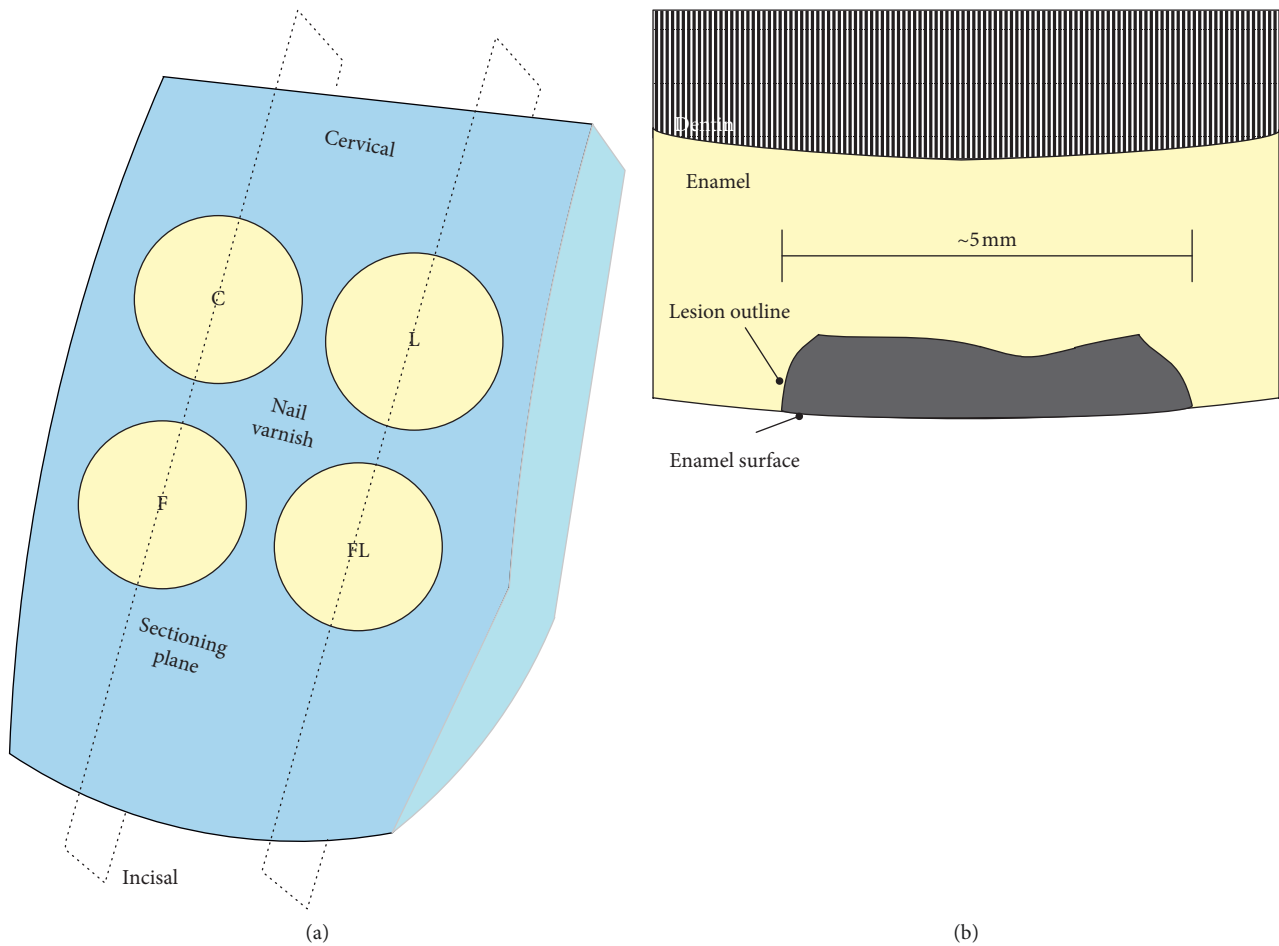 Cervical
C
L
Nail
varnish
F
FL
Sectioning
plane
Incisal
(a)
Dentin
Enamel
~5 mm
Lesion outline
Enamel surface
(b)